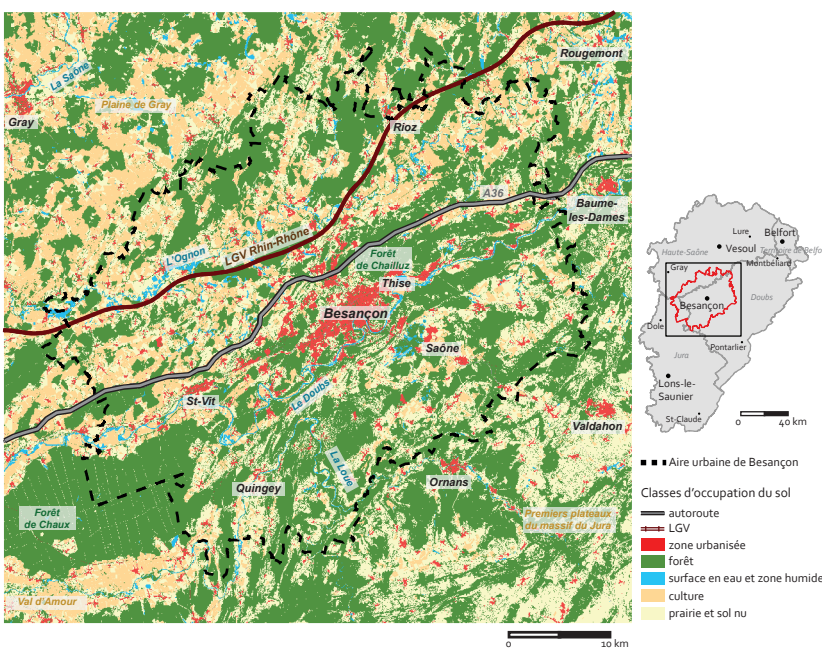 Rougemont
La Saône
Plaine de Gray
Gray
Rioz
A36
Baume-
les-Dames
L'Ognon
LGV Rhin-Rhône
Forêt
de Chailluz
Thise
Besançon
Saône
St-Vit
Le Doubs
Valdahon
La Loue
Quingey
Ornans
Forêt
de Chaux
Premiers plateaux
du massif du Jura
Val d'Amour
0 10 km
Lure
Belfort
Haute-Saône
Vesoul
Territoire de Belfo
Montbéliard
Gray
Doubs
Besançon
Dole
Pontarlier
Jura
Lons-le-
Saunier
St-Claude
0 40 km
Aire urbaine de Besançon
Classes d'occupation du sol
autoroute
LGV
zone urbanisée
forêt
surface en eau et zone humide
culture
prairie et sol nu